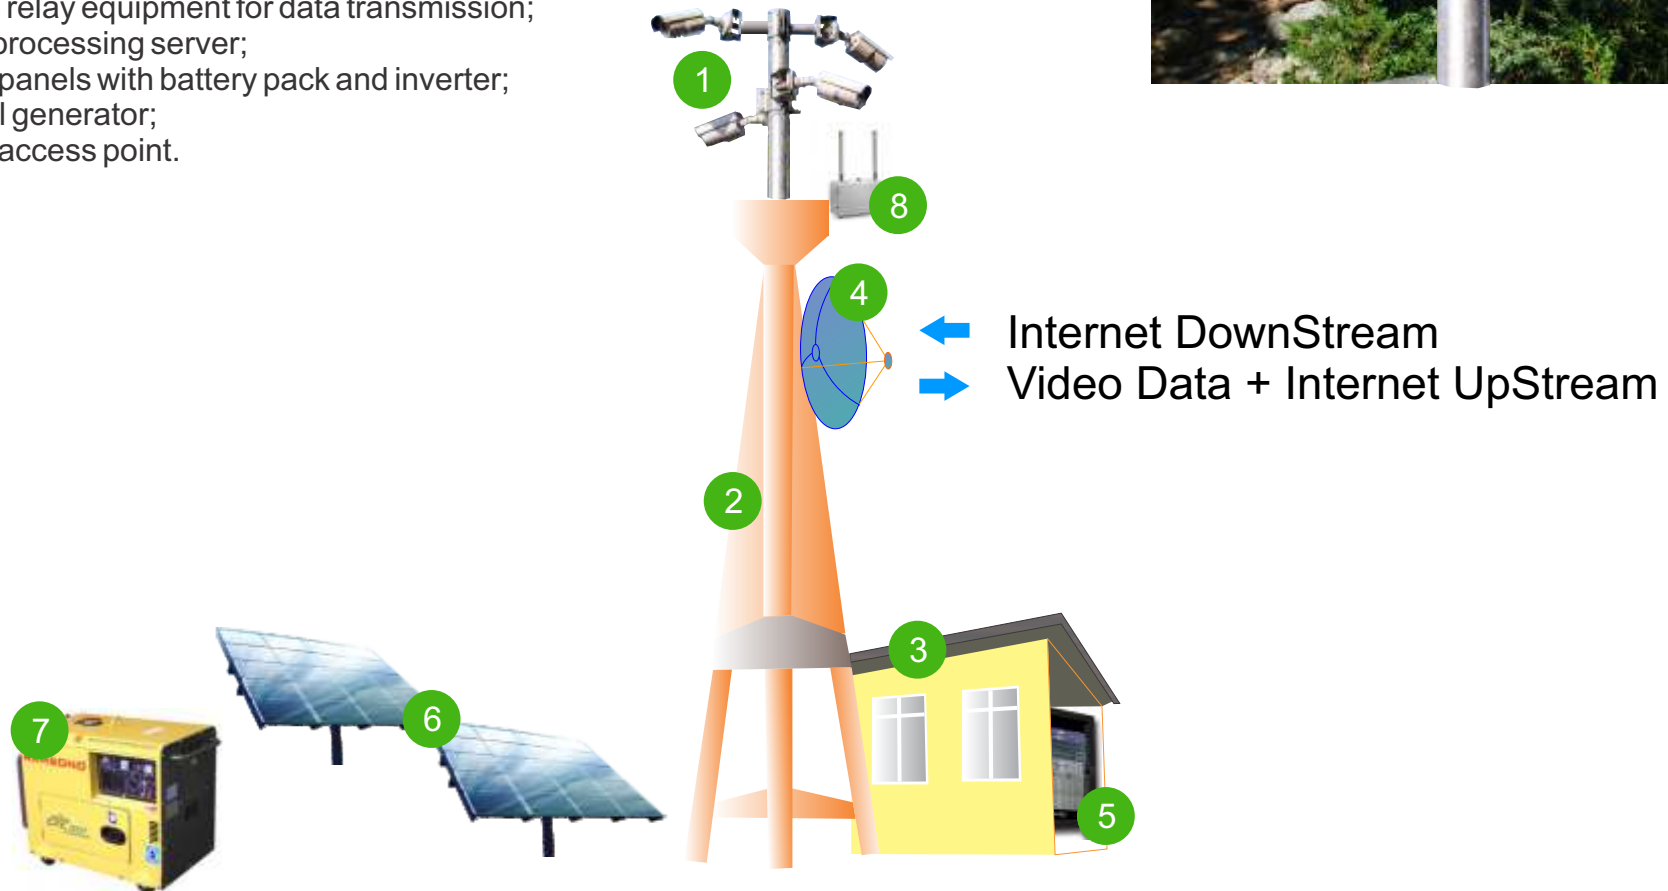 relay equipment for data transmission;
processing server;
panels with battery pack and inverter;
l generator;
access point.
1
8
4
Internet DownStream
Video Data + Internet UpStream
2
3
6
7
5